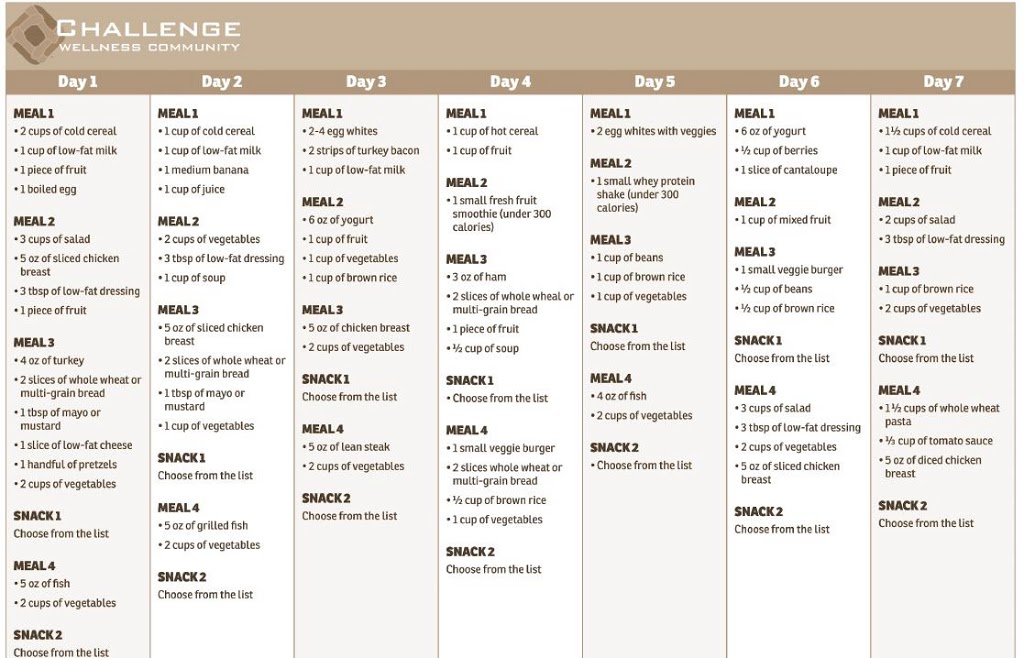 CHALLENGE
WELLNESS COMMUNITY
Day 1
MEAL 1
• 2 cups of cold cereal
• 1 cup of low-fat milk
• 1 piece of fruit
• 1 boiled egg
MEAL 2
• 3 cups of salad
• 5 oz of sliced chicken
breast
• 3 tbsp of low-fat dressing
• 1 piece of fruit
MEAL 3
• 4 oz of turkey
• 2 slices of whole wheat or
multi-grain bread
• 1 tbsp of mayo or
mustard
• 1 slice of low-fat cheese
• 1 handful of pretzels
• 2 cups of vegetables
SNACK 1
Choose from the list
MEAL 4
• 5 oz of fish
• 2 cups of vegetables
SNACK 2
Choose from the list
Day 2
MEAL 1
• 1 cup of cold cereal
• 1 cup of low-fat milk
• 1 medium banana
• 1 cup of juice
MEAL 2
• 2 cups of vegetables
• 3 tbsp of low-fat dressing
• 1 cup of soup
MEAL 3
• 5 oz of sliced chicken
breast
• 2 slices of whole wheat or
multi-grain bread
• 1 tbsp of mayo or
mustard
• 1 cup of vegetables
SNACK 1
Choose from the list
MEAL 4
• 5 oz of grilled fish
• 2 cups of vegetables
SNACK 2
Choose from the list
Day 3
MEAL 1
• 2-4 egg whites
• 2 strips of turkey bacon
• 1 cup of low-fat milk
MEAL 2
• 6 oz of yogurt
• 1 cup of fruit
• 1 cup of vegetables
• 1 cup of brown rice
MEAL 3
• 5 oz of chicken breast
• 2 cups of vegetables
SNACK 1
Choose from the list
MEAL 4
• 5 oz of lean steak
• 2 cups of vegetables
SNACK 2
Choose from the list
Day 4
MEAL 1
• 1 cup of hot cereal
• 1 cup of fruit
MEAL 2
• 1 small fresh fruit
smoothie (under 300
calories)
MEAL 3
• 3 oz of ham
• 2 slices of whole wheat or
multi-grain bread
• 1 piece of fruit
• ½ cup of soup
SNACK 1
• Choose from the list
MEAL 4
• 1 small veggie burger
• 2 slices whole wheat or
multi-grain bread
• ½ cup of brown rice
• 1 cup of vegetables
SNACK 2
Choose from the list
Day 5
MEAL 1
• 2 egg whites with veggies
MEAL 2
• 1 small whey protein
shake (under 300
calories)
MEAL 3
• 1 cup of beans
• 1 cup of brown rice
• 1 cup of vegetables
SNACK 1
Choose from the list
MEAL 4
• 4 oz of fish
• 2 cups of vegetables
SNACK 2
• Choose from the list
Day 6
MEAL 1
• 6 oz of yogurt
• ½ cup of berries
• 1 slice of cantaloupe
MEAL 2
• 1 cup of mixed fruit
MEAL 3
• 1 small veggie burger
• ½ cup of beans
• ½ cup of brown rice
SNACK 1
Choose from the list
MEAL 4
• 3 cups of salad
• 3 tbsp of low-fat dressing
• 2 cups of vegetables
• 5 oz of sliced chicken
breast
SNACK 2
Choose from the list
Day 7
MEAL 1
• 1½ cups of cold cereal
• 1 cup of low-fat milk
• 1 piece of fruit
MEAL 2
• 2 cups of salad
• 3 tbsp of low-fat dressing
MEAL 3
• 1 cup of brown rice
• 2 cups of vegetables
SNACK 1
Choose from the list
MEAL 4
• 1½ cups of whole wheat
pasta
• ⅓ cup of tomato sauce
• 5 oz of diced chicken
breast
SNACK 2
Choose from the list